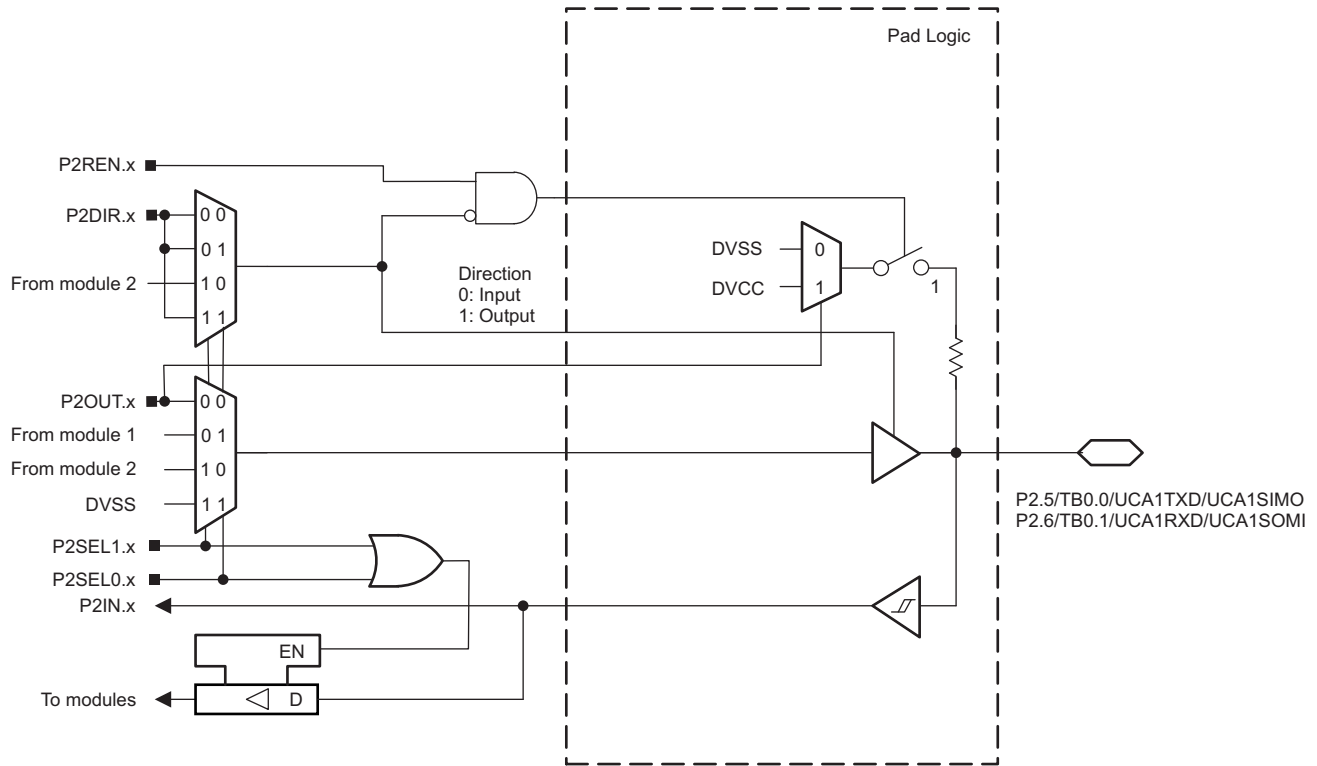 Pad Logic
P2REN.x
P2DIR.x
0 0
0 1
From module 2
1 0
1 1
Direction
0: Input
1: Output
DVSS
0
DVCC
1
1
P2OUT.x
0 0
From module 1
0 1
From module 2
1 0
DVSS
1 1
P2.5/TB0.0/UCA1TXD/UCA1SIMO
P2.6/TB0.1/UCA1RXD/UCA1SOMI
P2SEL1.x
P2SEL0.x
P2IN.x
EN
To modules
D